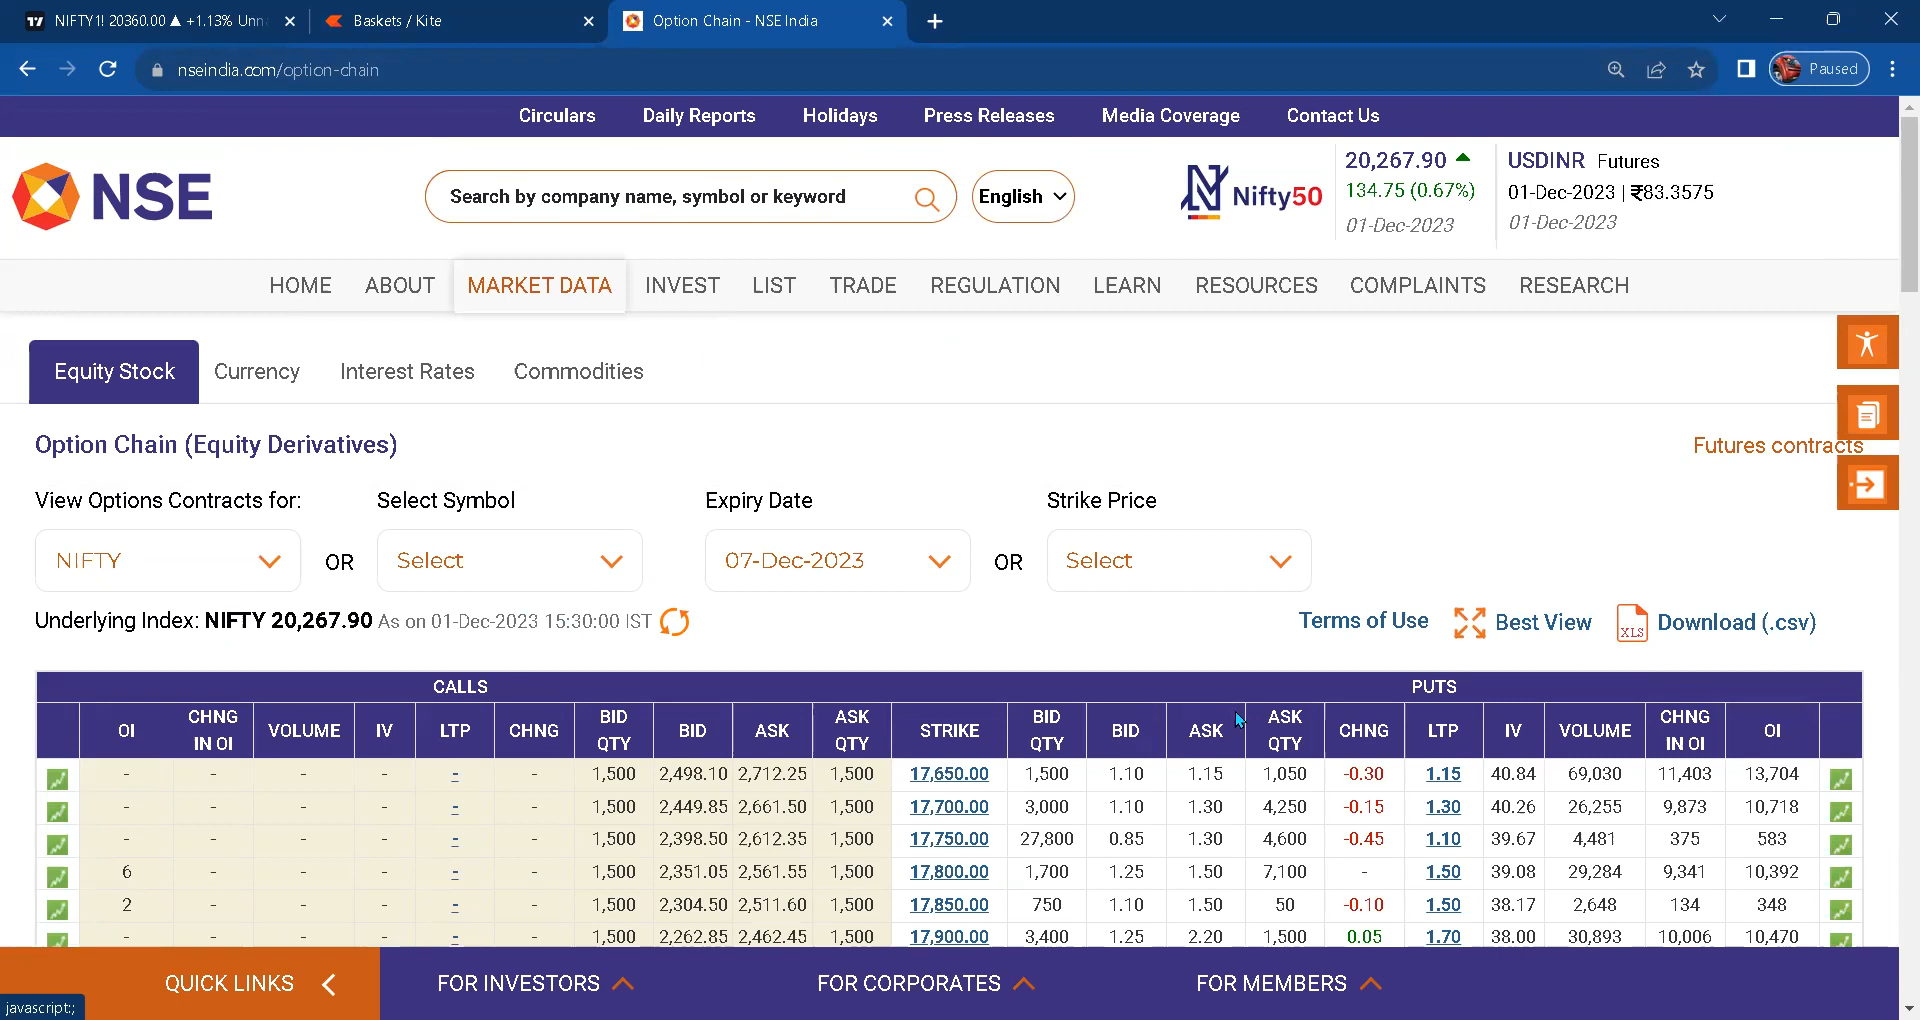 NIFTY1! 20360.00 ▲ +1.13% Unn
Baskets / Kite
Option Chain - NSE India
nseindia.com/option-chain
Paused
Circulars Daily Reports Holidays Press Releases Media Coverage Contact Us
NSE
Search by company name, symbol or keyword
English
Nifty50
20,267.90
134.75 (0.67%)
01-Dec-2023
USDINR Futures
01-Dec-2023 | ₹83.3575
01-Dec-2023
HOME ABOUT MARKET DATA INVEST LIST TRADE REGULATION LEARN RESOURCES COMPLAINTS RESEARCH
Equity Stock Currency Interest Rates Commodities
Option Chain (Equity Derivatives)
Futures contracts
View Options Contracts for: Select Symbol Expiry Date Strike Price
NIFTY OR Select 07-Dec-2023 OR Select
Underlying Index: NIFTY 20,267.90 As on 01-Dec-2023 15:30:00 IST
Terms of Use Best View XLS Download (.csv)
CALLS PUTS
OI CHNG IN OI VOLUME IV LTP CHNG BID QTY BID ASK ASK QTY STRIKE BID QTY BID ASK ASK QTY CHNG LTP IV VOLUME CHNG IN OI OI
- - - - - - 1,500 2,498.10 2,712.25 1,500 17,650.00 1,500 1.10 1.15 1,050 -0.30 1.15 40.84 69,030 11,403 13,704
- - - - - - 1,500 2,449.85 2,661.50 1,500 17,700.00 3,000 1.10 1.30 4,250 -0.15 1.30 40.26 26,255 9,873 10,718
- - - - - - 1,500 2,398.50 2,612.35 1,500 17,750.00 27,800 0.85 1.30 4,600 -0.45 1.10 39.67 4,481 375 583
6 - - - - - 1,500 2,351.05 2,561.55 1,500 17,800.00 1,700 1.25 1.50 7,100 - 1.50 39.08 29,284 9,341 10,392
2 - - - - - 1,500 2,304.50 2,511.60 1,500 17,850.00 750 1.10 1.50 50 -0.10 1.50 38.17 2,648 134 348
- - - - - - 1,500 2,262.85 2,462.45 1,500 17,900.00 3,400 1.25 2.20 1,500 0.05 1.70 38.00 30,893 10,006 10,470
QUICK LINKS FOR INVESTORS FOR CORPORATES FOR MEMBERS
javascript:;